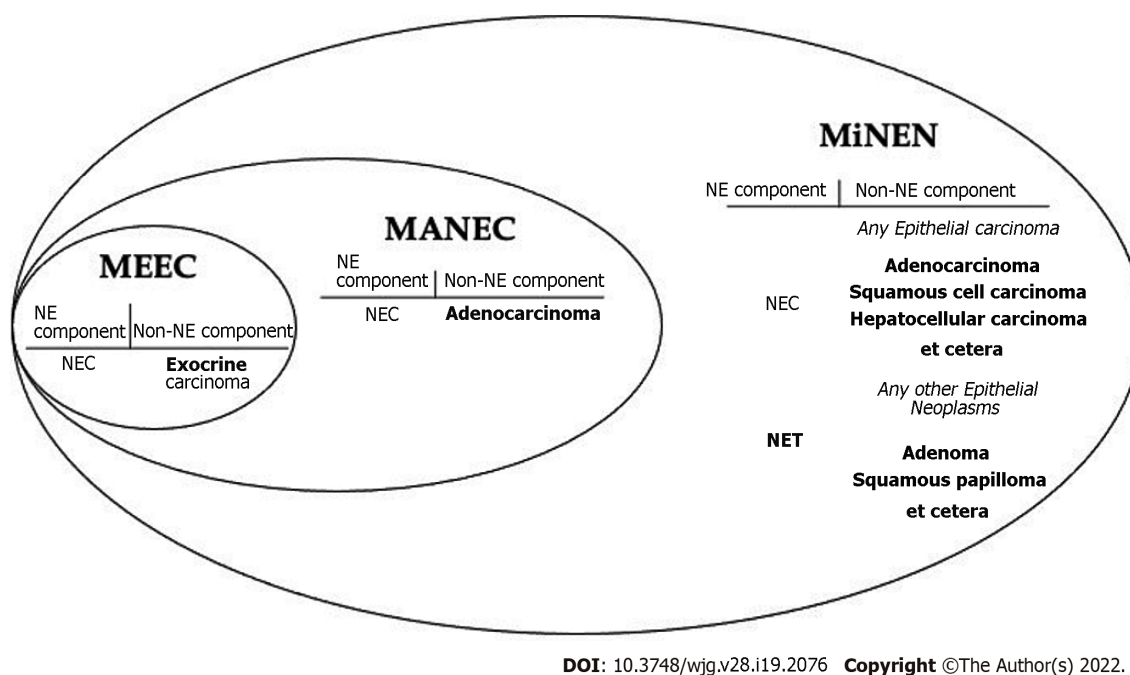 MEEC
NE
component
Non-NE component
NEC
Exocrine
carcinoma
MANEC
NE
component
Non-NE component
NEC
Adenocarcinoma
MiNEN
NE component
Non-NE component
Any Epithelial carcinoma
Adenocarcinoma
Squamous cell carcinoma
NEC
Hepatocellular carcinoma
et cetera
Any other Epithelial
Neoplasms
NET
Adenoma
Squamous papilloma
et cetera
DOI: 10.3748/wjg.v28.i19.2076 Copyright ©The Author(s) 2022.